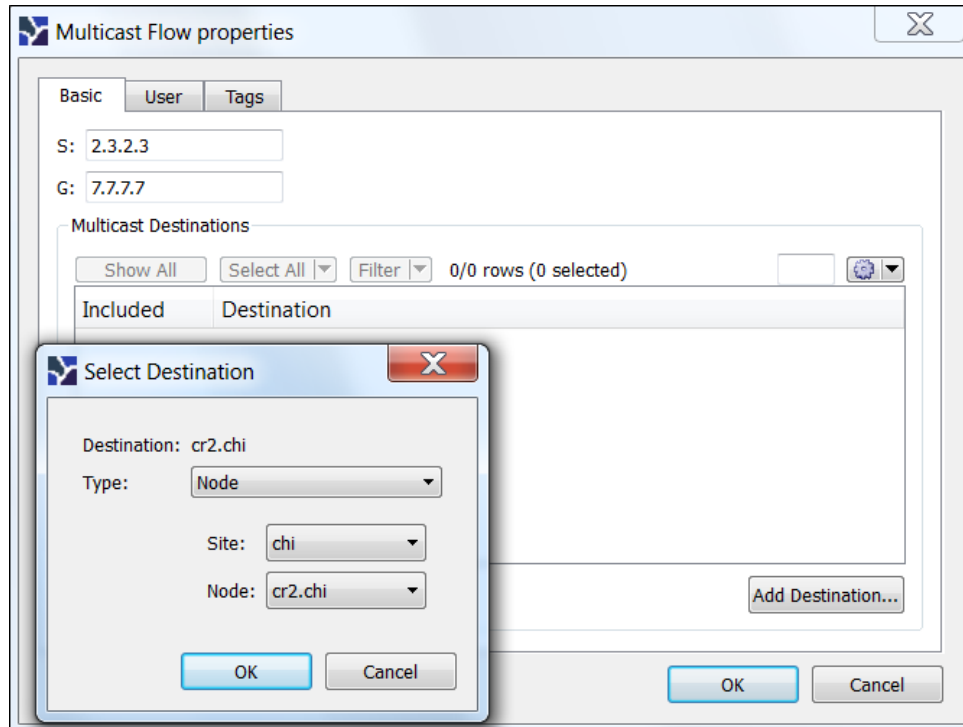 Multicast Flow properties
Basic User Tags
S: 2.3.2.3
G: 7.7.7.7
Multicast Destinations
Show All Select All Filter 0/0 rows (0 selected)
Included Destination
Select Destination
Destination: cr2.chi
Type: Node
Site: chi
Node: cr2.chi
Add Destination...
OK Cancel
OK Cancel